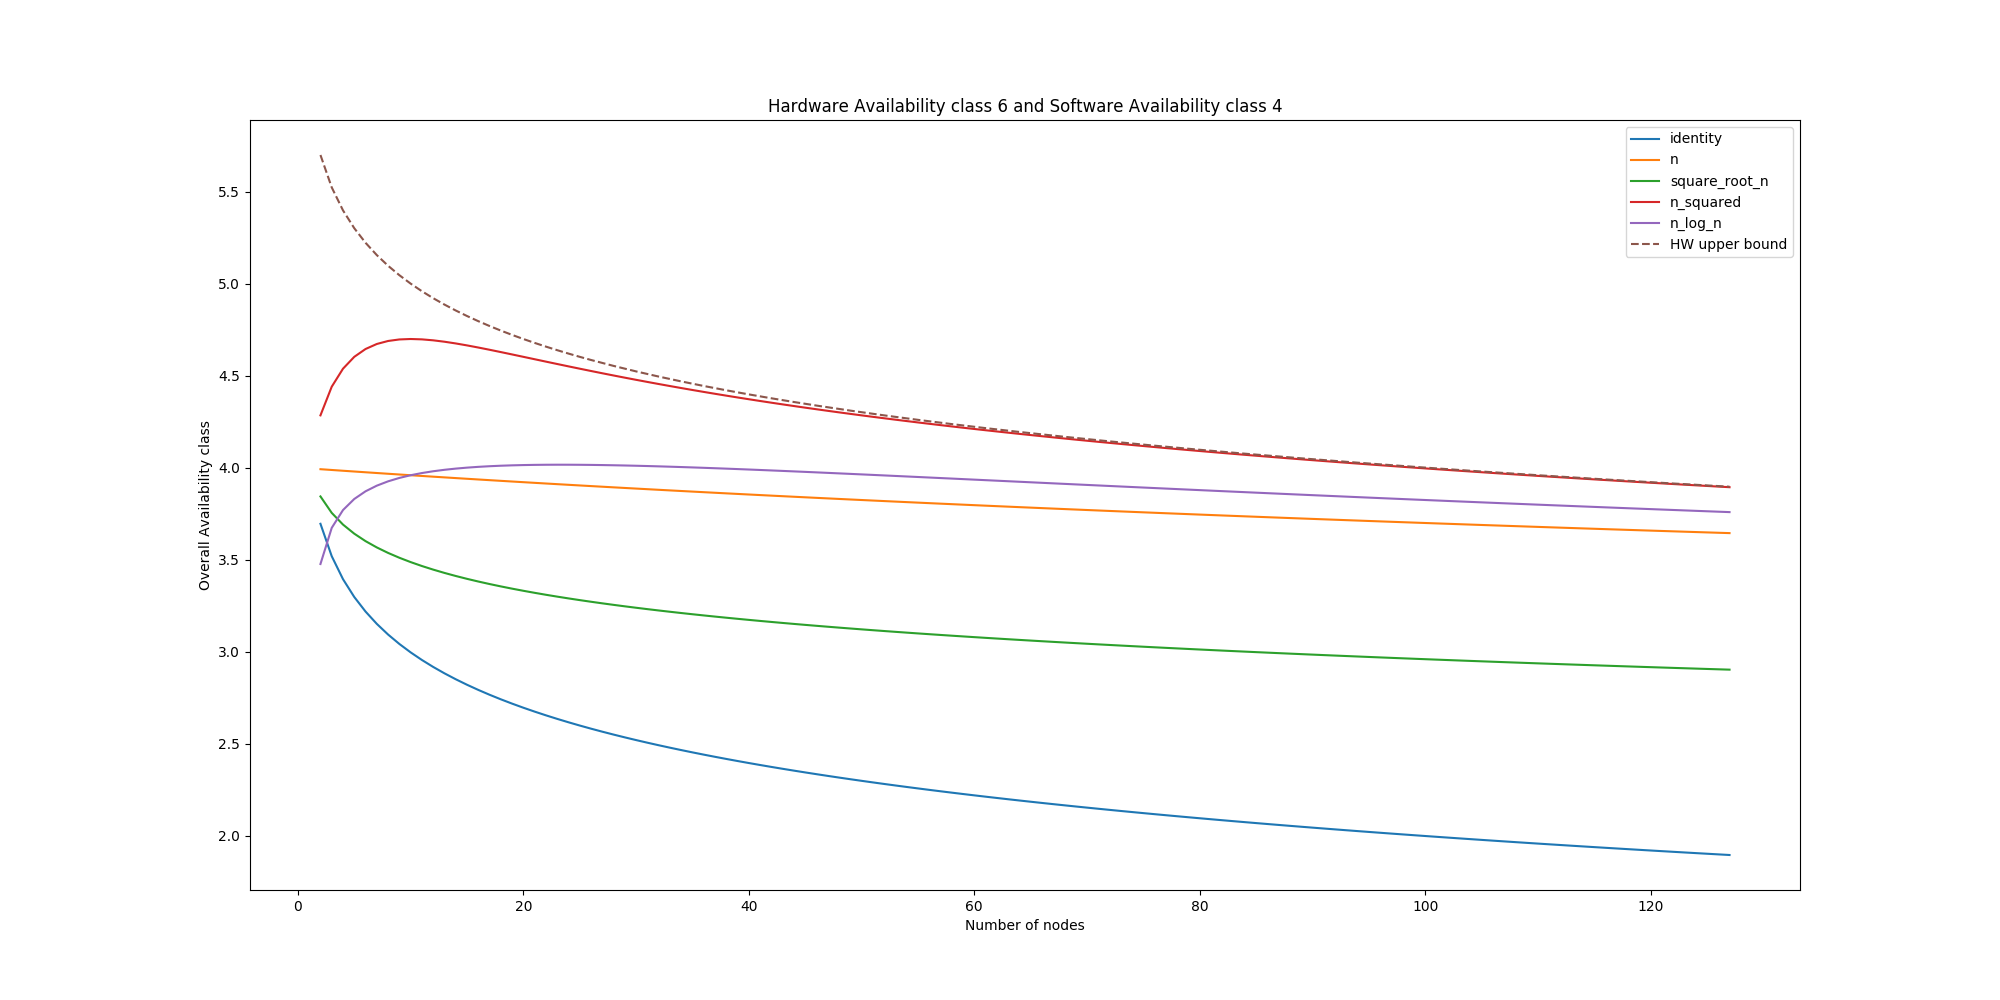 Hardware Availability class 6 and Software Availability class 4
identity
n
square_root_n
n_squared
n_log_n
HW upper bound
Overall Availability class
5.5
5.0
4.5
4.0
3.5
3.0
2.5
2.0
0 20 40 60 80 100 120
Number of nodes